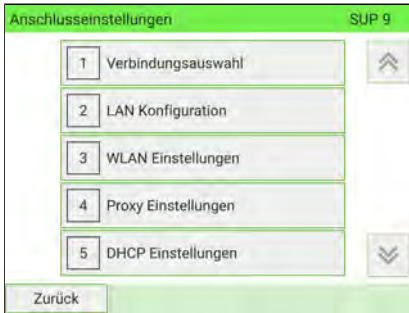 Anschlusseinstellungen SUP 9
1 Verbindungsauswahl
2 LAN Konfiguration
3 WLAN Einstellungen
4 Proxy Einstellungen
5 DHCP Einstellungen
Zurück